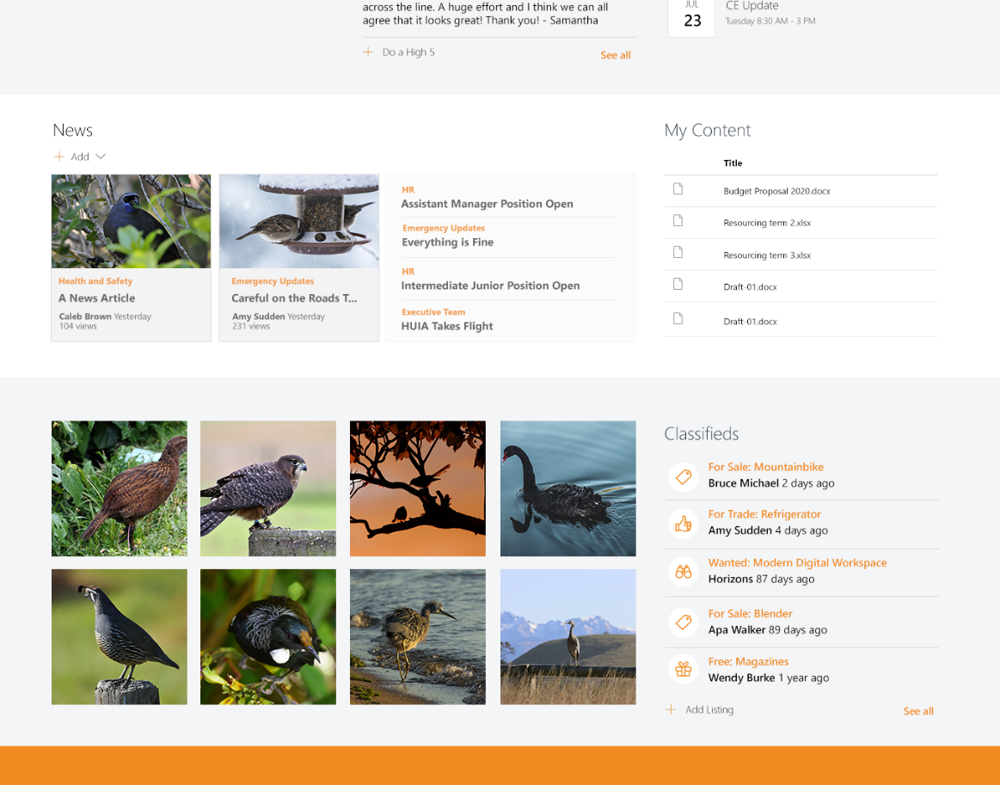 across the line. A huge effort and I think we can all
agree that it looks great! Thank you! - Samantha
Do a High 5
See all
JUL
23
CE Update
Tuesday 8:30 AM - 3 PM
News
Add
Health and Safety
A News Article
Caleb Brown Yesterday
104 views
Emergency Updates
Careful on the Roads T...
Amy Sudden Yesterday
231 views
HR
Assistant Manager Position Open
Emergency Updates
Everything is Fine
HR
Intermediate Junior Position Open
Executive Team
HUIA Takes Flight
My Content
Title
Budget Proposal 2020.docx
Resourcing term 2.xlsx
Resourcing term 3.xlsx
Draft-01.docx
Draft-01.docx
Classifieds
For Sale: Mountainbike
Bruce Michael 2 days ago
For Trade: Refrigerator
Amy Sudden 4 days ago
Wanted: Modern Digital Workspace
Horizons 87 days ago
For Sale: Blender
Apa Walker 89 days ago
Free: Magazines
Wendy Burke 1 year ago
Add Listing
See all